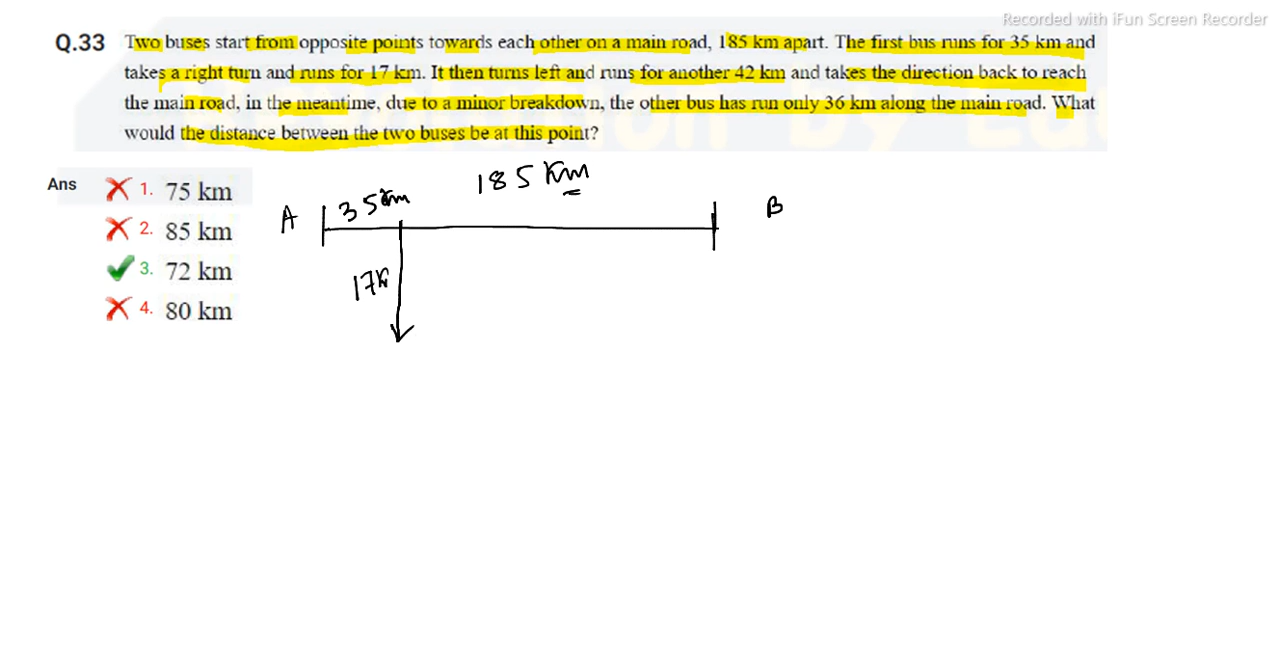 Recorded with iFun Screen Recorder
Q.33 Two buses start from opposite points towards each other on a main road, 185 km apart. The first bus runs for 35 km and
takes a right turn and runs for 17 km. It then turns left and runs for another 42 km and takes the direction back to reach
the main road, in the meantime, due to a minor breakdown, the other bus has run only 36 km along the main road. What
would the distance between the two buses be at this point?
Ans 1. 75 km
2. 85 km
3. 72 km
4. 80 km
185 km
A 35 km B
17k